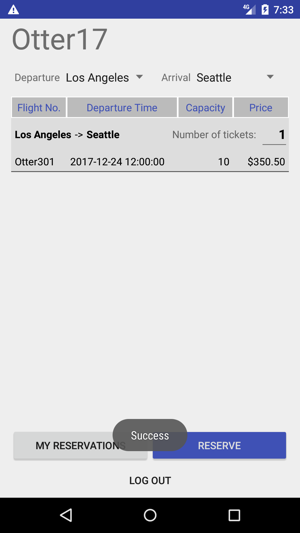 4G 7:33
Otter17
Departure Los Angeles Arrival Seattle
Flight No. Departure Time Capacity Price
Los Angeles -> Seattle Number of tickets: 1
Otter301 2017-12-24 12:00:00 10 $350.50
Success
MY RESERVATIONS RESERVE
LOG OUT